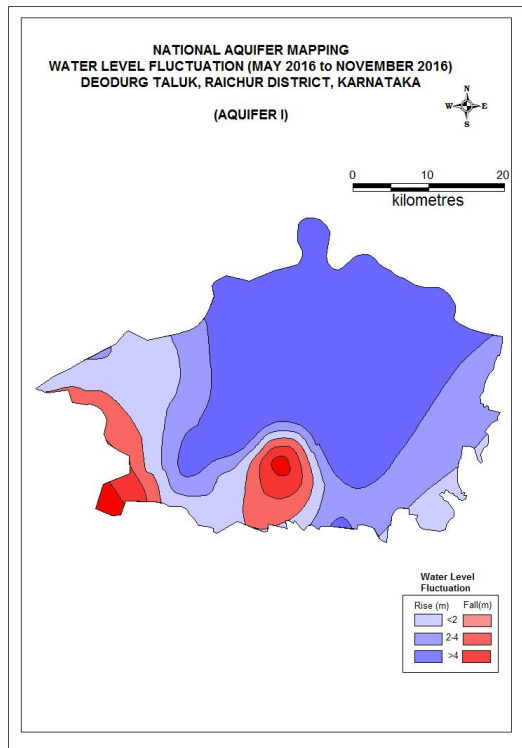 NATIONAL AQUIFER MAPPING
WATER LEVEL FLUCTUATION (MAY 2016 to NOVEMBER 2016)
DEODURG TALUK, RAICHUR DISTRICT, KARNATAKA
(AQUIFER I)
N
W E
S
0 10 20
kilometres
Water Level
Fluctuation
Rise (m) Fall(m)
<2
2-4
>4